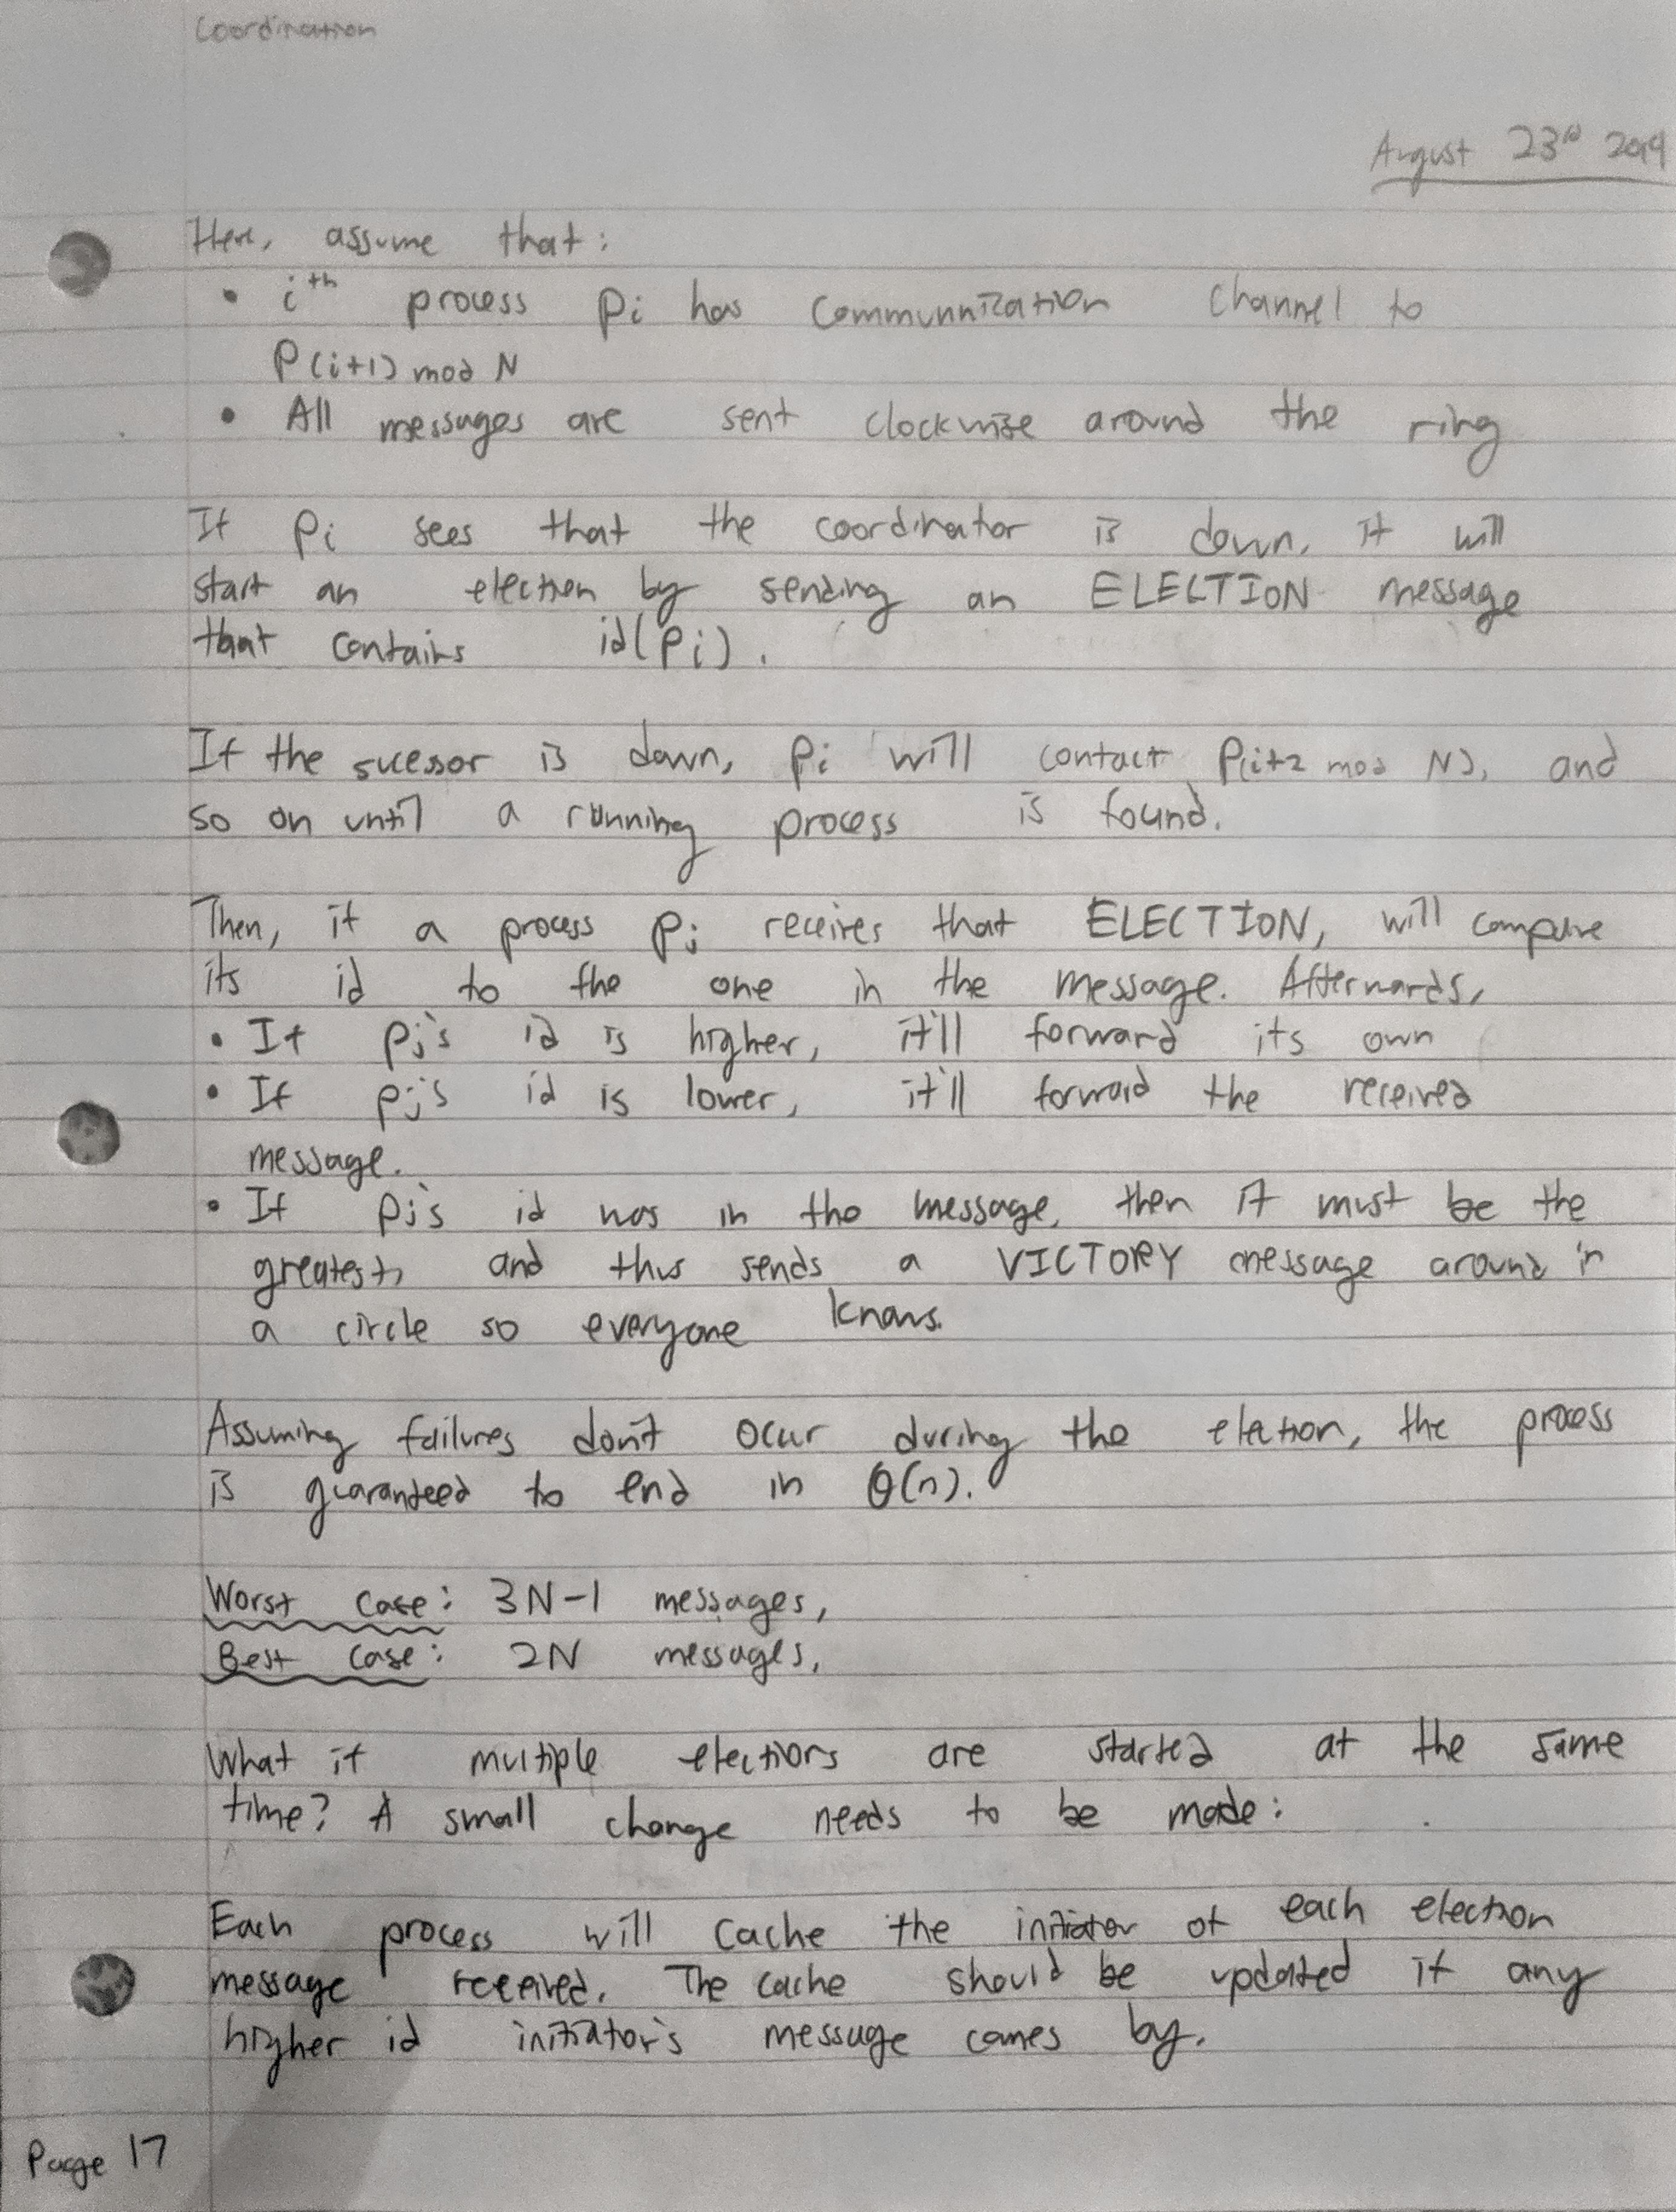 Coordination
August 23rd 2019
Here, assume that:
• ith process Pi has communnication channel to
P(i+1) mod N
• All messages are sent clockwise around the ring
If Pi sees that the coordinator is down, it will
start an election by sending an ELECTION message
that contains id(Pi).
If the sucessor is down, Pi will contact P(i+2 mod N), and
so on until a running process is found.
Then, if a process Pj receives that ELECTION, will compare
its id to the one in the message. Afterwards,
• If Pj's id is higher, it'll forward its own
• If Pj's id is lower, it'll forward the received
message.
• If Pj's id was in the message, then it must be the
greatest, and thus sends a VICTORY message around in
a circle so everyone knows.
Assuming failures don't occur during the election, the process
is guaranteed to end in Θ(n).
Worst case: 3N-1 messages,
Best case: 2N messages,
What if multiple elections are started at the same
time? A small change needs to be made:
Each process will cache the initiator of each election
message received. The cache should be updated if any
higher id initiator's message comes by.
Page 17